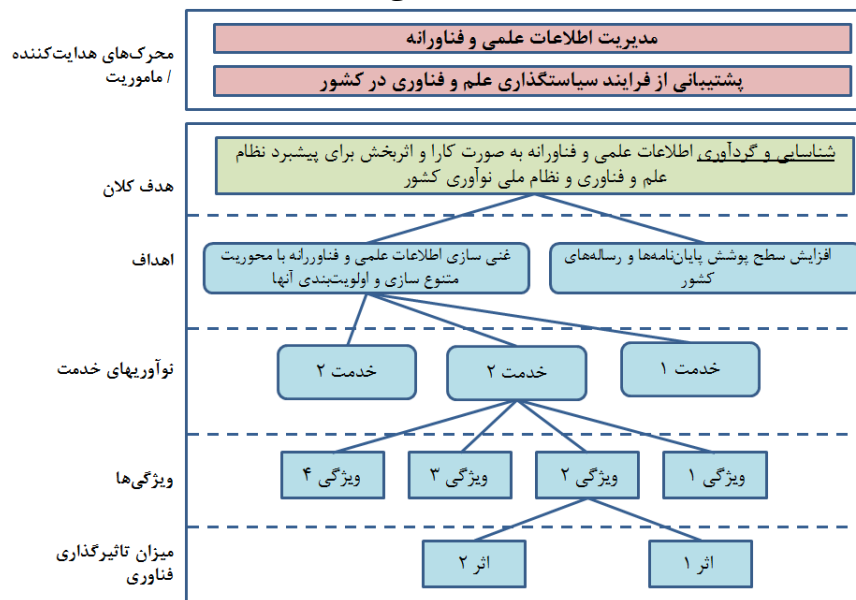 محرک‌های هدایت‌کننده
/ ماموریت
مدیریت اطلاعات علمی و فناورانه
پشتیبانی از فرایند سیاستگذاری علم و فناوری در کشور
هدف کلان
شناسایی و گردآوری اطلاعات علمی و فناورانه به صورت کارا و اثربخش برای پیشبرد نظام
علم و فناوری و نظام ملی نوآوری کشور
اهداف
افزایش سطح پوشش پایان‌نامه‌ها و رساله‌های
کشور
غنی سازی اطلاعات علمی و فناوررانه با محوریت
متنوع سازی و اولویت‌بندی آنها
نوآوریهای خدمت
خدمت ۱
خدمت ۲
خدمت ۲
ویژگی‌ها
ویژگی ۱
ویژگی ۲
ویژگی ۳
ویژگی ۴
میزان تاثیرگذاری
فناوری
اثر ۱
اثر ۲